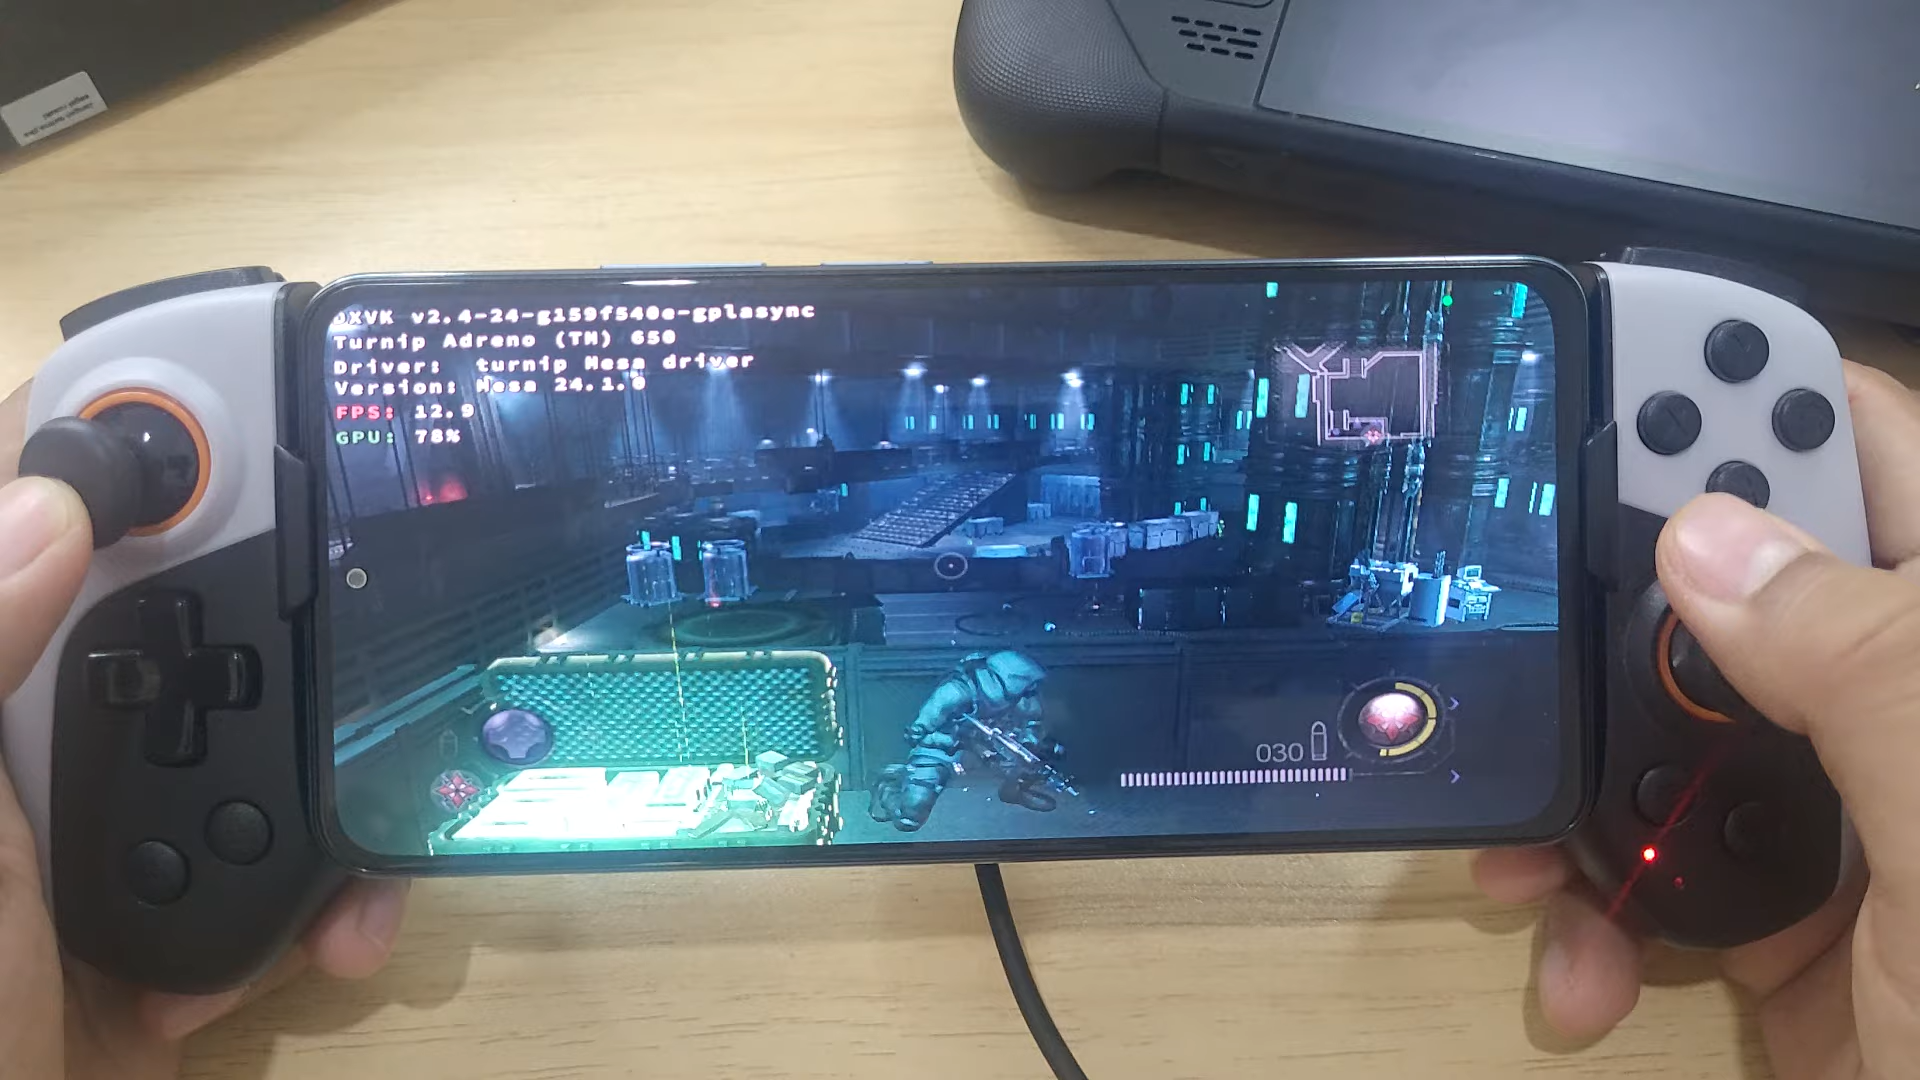 DXVK v2.4-24-g159f540e-gplasync
Turnip Adreno (TM) 650
Driver: turnip Mesa driver
Version: Mesa 24.1.0
FPS: 12.9
GPU: 78%
030